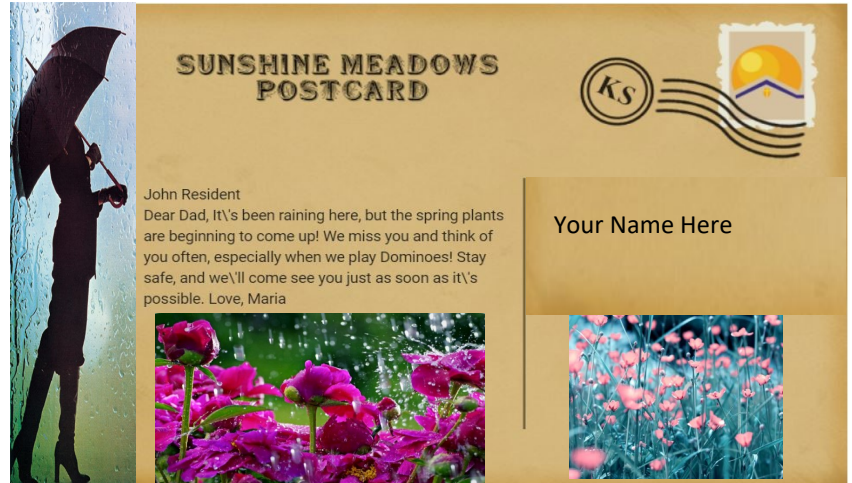 SUNSHINE MEADOWS
POSTCARD
KS
John Resident
Dear Dad, It\'s been raining here, but the spring plants
are beginning to come up! We miss you and think of
you often, especially when we play Dominoes! Stay
safe, and we\'ll come see you just as soon as it\'s
possible. Love, Maria
Your Name Here